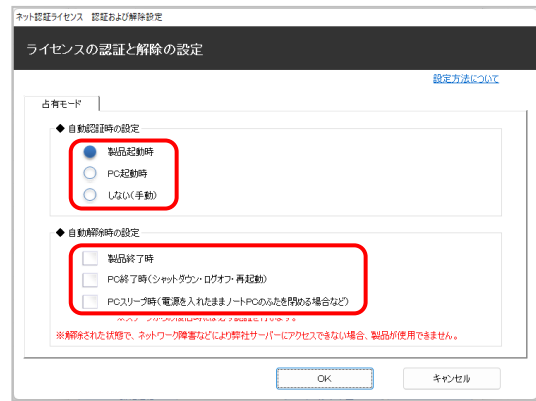 ネット認証ライセンス 認証および解除設定
ライセンスの認証と解除の設定
設定方法について
占有モード
◆ 自動認証時の設定
製品起動時
PC起動時
しない(手動)
◆ 自動解除時の設定
製品終了時
PC終了時(シャットダウン・ログオフ・再起動)
PCスリープ時(電源を入れたままノートPCのふたを閉める場合など)
※解除された状態で、ネットワーク障害などにより弊社サーバーにアクセスできない場合、製品が使用できません。
OK
キャンセル